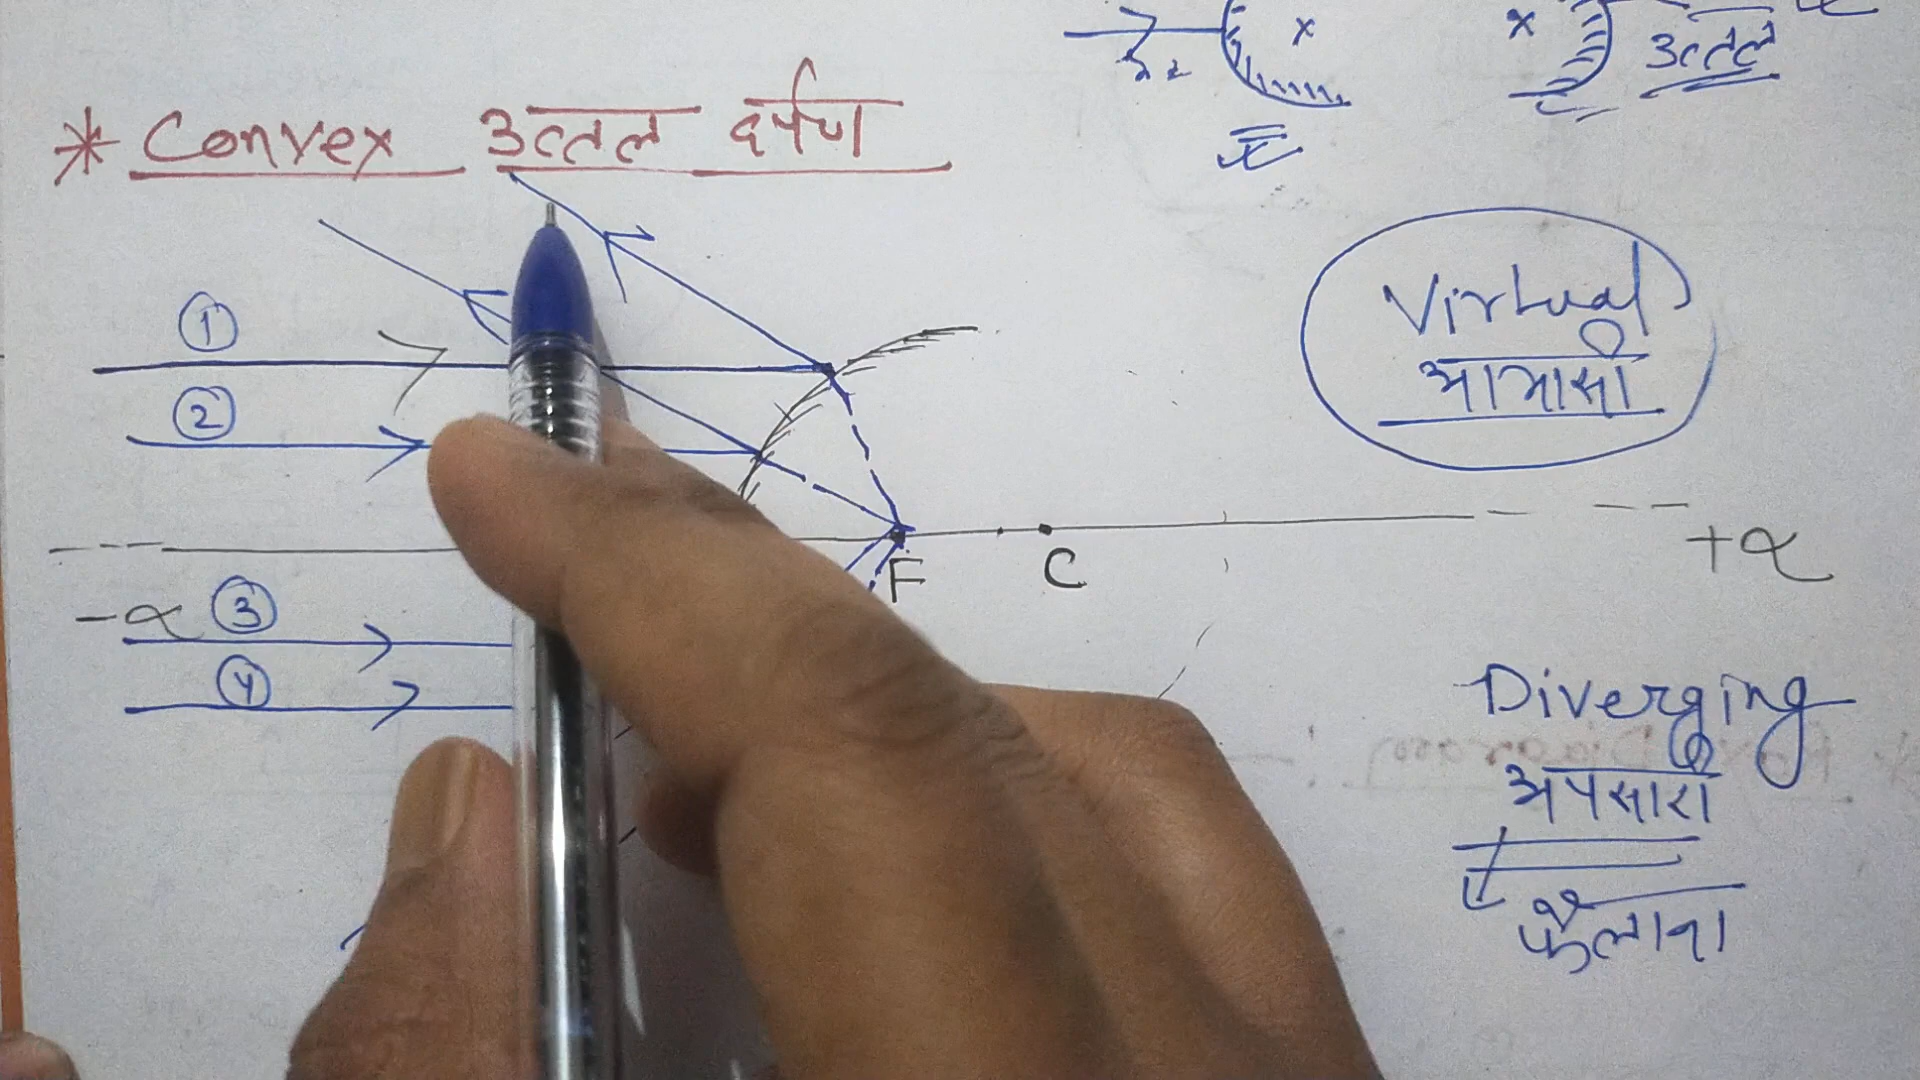 उत्तल
* Convex उत्तल दर्पण
1
2
Virtual
आभासी
F
C
+∝
-∝
3
4
Diverging
अपसारी
फैलाना